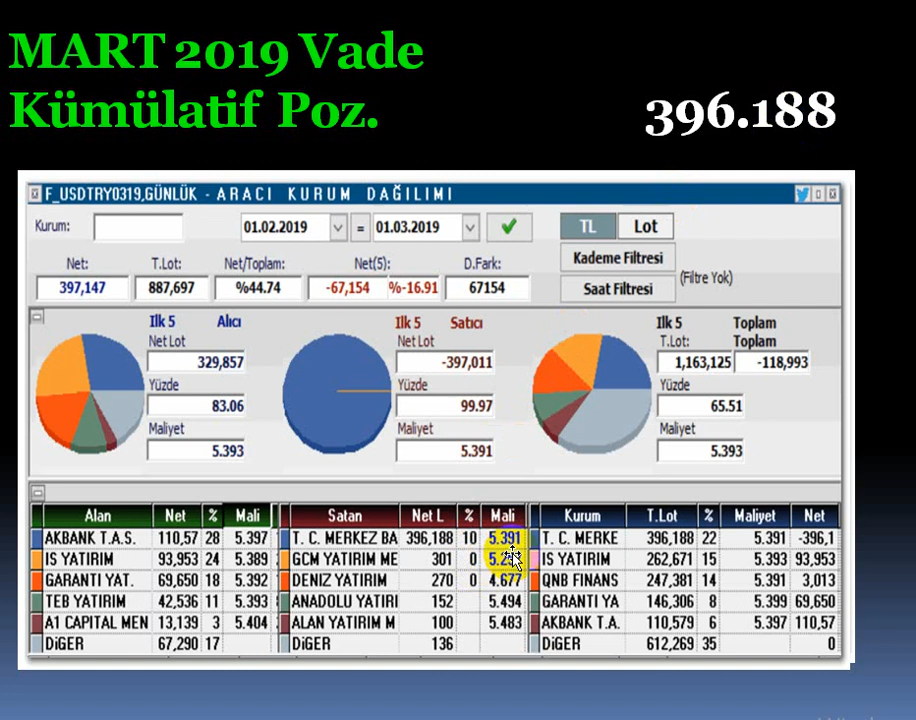 MART 2019 Vade
Kümülatif Poz. 396.188
F_USDTRY0319,GÜNLÜK - ARACI KURUM DAĞILIMI
Kurum: 01.02.2019 = 01.03.2019 TL Lot
Kademe Filtresi
Saat Filtresi (Filtre Yok)
Net: T.Lot: Net/Toplam: Net(5): D.Fark:
397,147 887,697 %44.74 -67,154 %-16.91 67154
Ilk 5 Alıcı
Net Lot
329,857
Yüzde
83.06
Maliyet
5.393
Ilk 5 Satıcı
Net Lot
-397,011
Yüzde
99.97
Maliyet
5.391
Ilk 5 Toplam
T.Lot: Toplam
1,163,125 -118,993
Yüzde
65.51
Maliyet
5.393
Alan Net % Mali Satan Net L % Mali Kurum T.Lot % Maliyet Net
AKBANK T.A.S. 110,57 28 5.397 T. C. MERKEZ BA 396,188 10 5.391 T. C. MERKE 396,188 22 5.391 -396,1
IS YATIRIM 93,953 24 5.389 GCM YATIRIM ME 301 0 IS YATIRIM 262,671 15 5.393 93,953
GARANTI YAT. 69,650 18 5.392 DENIZ YATIRIM 270 0 4.677 QNB FINANS 247,381 14 5.391 3,013
TEB YATIRIM 42,536 11 5.393 ANADOLU YATIRI 152 5.494 GARANTI YA 146,306 8 5.399 69,650
A1 CAPITAL MEN 13,139 3 5.404 ALAN YATIRIM M 100 5.483 AKBANK T.A. 110,579 6 5.397 110,57
DiGER 67,290 17 DiGER 136 DiGER 612,269 35 0